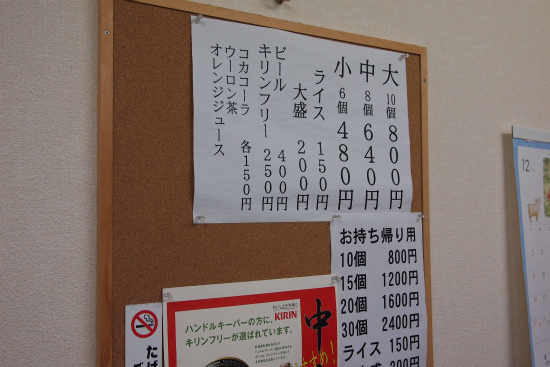 大 10個 800円
中 8個 640円
小 6個 480円
ライス 150円
大盛 200円
ビール 400円
キリンフリー 250円
コカコーラ
ウーロン茶 各150円
オレンジジュース
お持ち帰り用
10個 800円
15個 1200円
20個 1600円
30個 2400円
ライス 150円
KIRIN
ハンドルキーパーの方に、
キリンフリーが選ばれています。
中
たば
12